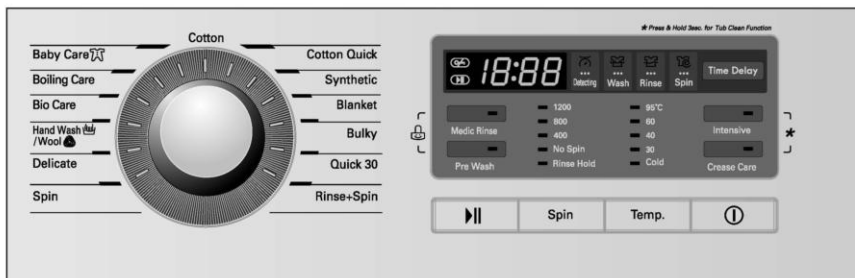 Cotton
Baby Care
Boiling Care
Bio Care
Hand Wash
/Wool
Delicate
Spin
Cotton Quick
Synthetic
Blanket
Bulky
Quick 30
Rinse+Spin
* Press & Hold 3sec. for Tub Clean Function
18:88
Detecting
Wash
Rinse
Spin
Time Delay
Medic Rinse
Pre Wash
1200
800
400
No Spin
Rinse Hold
95°C
60
40
30
Cold
Intensive
Crease Care
*
Spin
Temp.